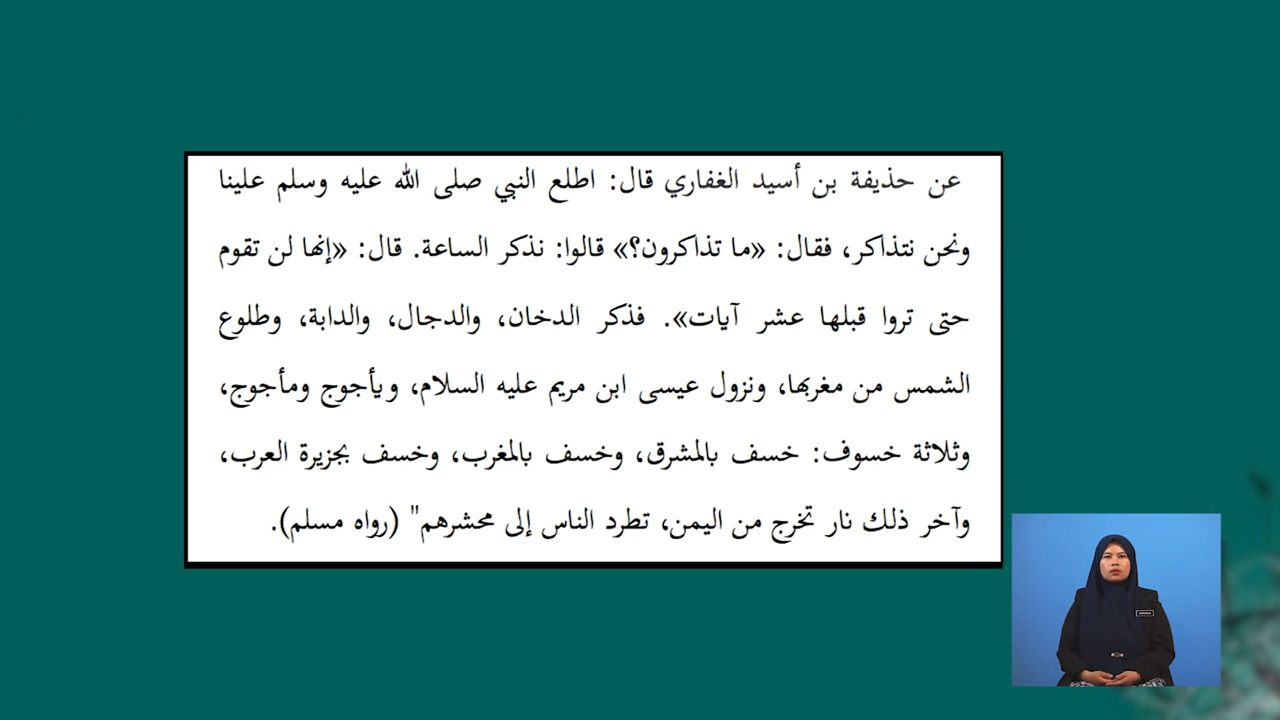 عن حذيفة بن أسيد الغفاري قال: اطلع النبي صلى الله عليه وسلم علينا
ونحن نتذاكر، فقال: «ما تذاكرون؟» قالوا: نذكر الساعة. قال: «إنها لن تقوم
حتى تروا قبلها عشر آيات». فذكر الدخان، والدجال، والدابة، وطلوع
الشمس من مغربها، ونزول عيسى ابن مريم عليه السلام، ويأجوج ومأجوج،
وثلاثة خسوف: خسف بالمشرق، وخسف بالمغرب، وخسف بجزيرة العرب،
وآخر ذلك نار تخرج من اليمن، تطرد الناس إلى محشرهم" (رواه مسلم).